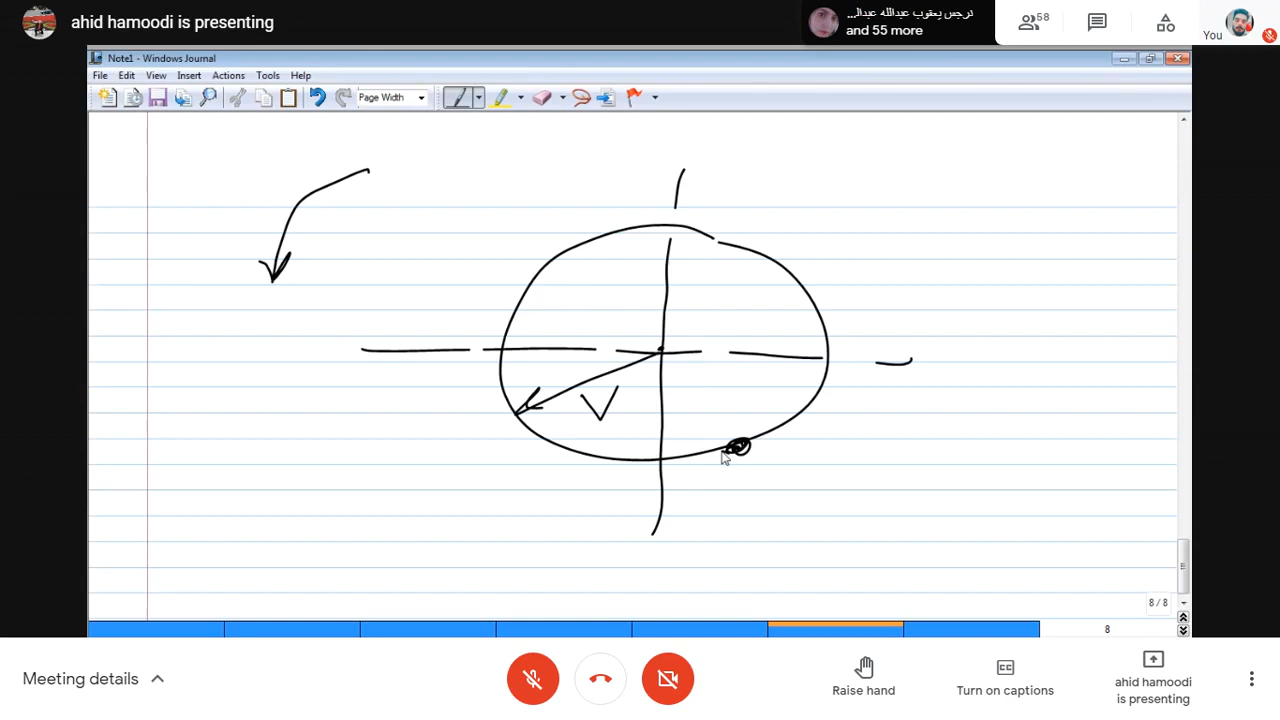 ahid hamoodi is presenting
نرجس يعقوب عبدالله عبدال...
and 55 more
58
You
Note1 - Windows Journal
File Edit View Insert Actions Tools Help
Page Width
V
8 / 8
8
Meeting details
Raise hand
Turn on captions
ahid hamoodi
is presenting